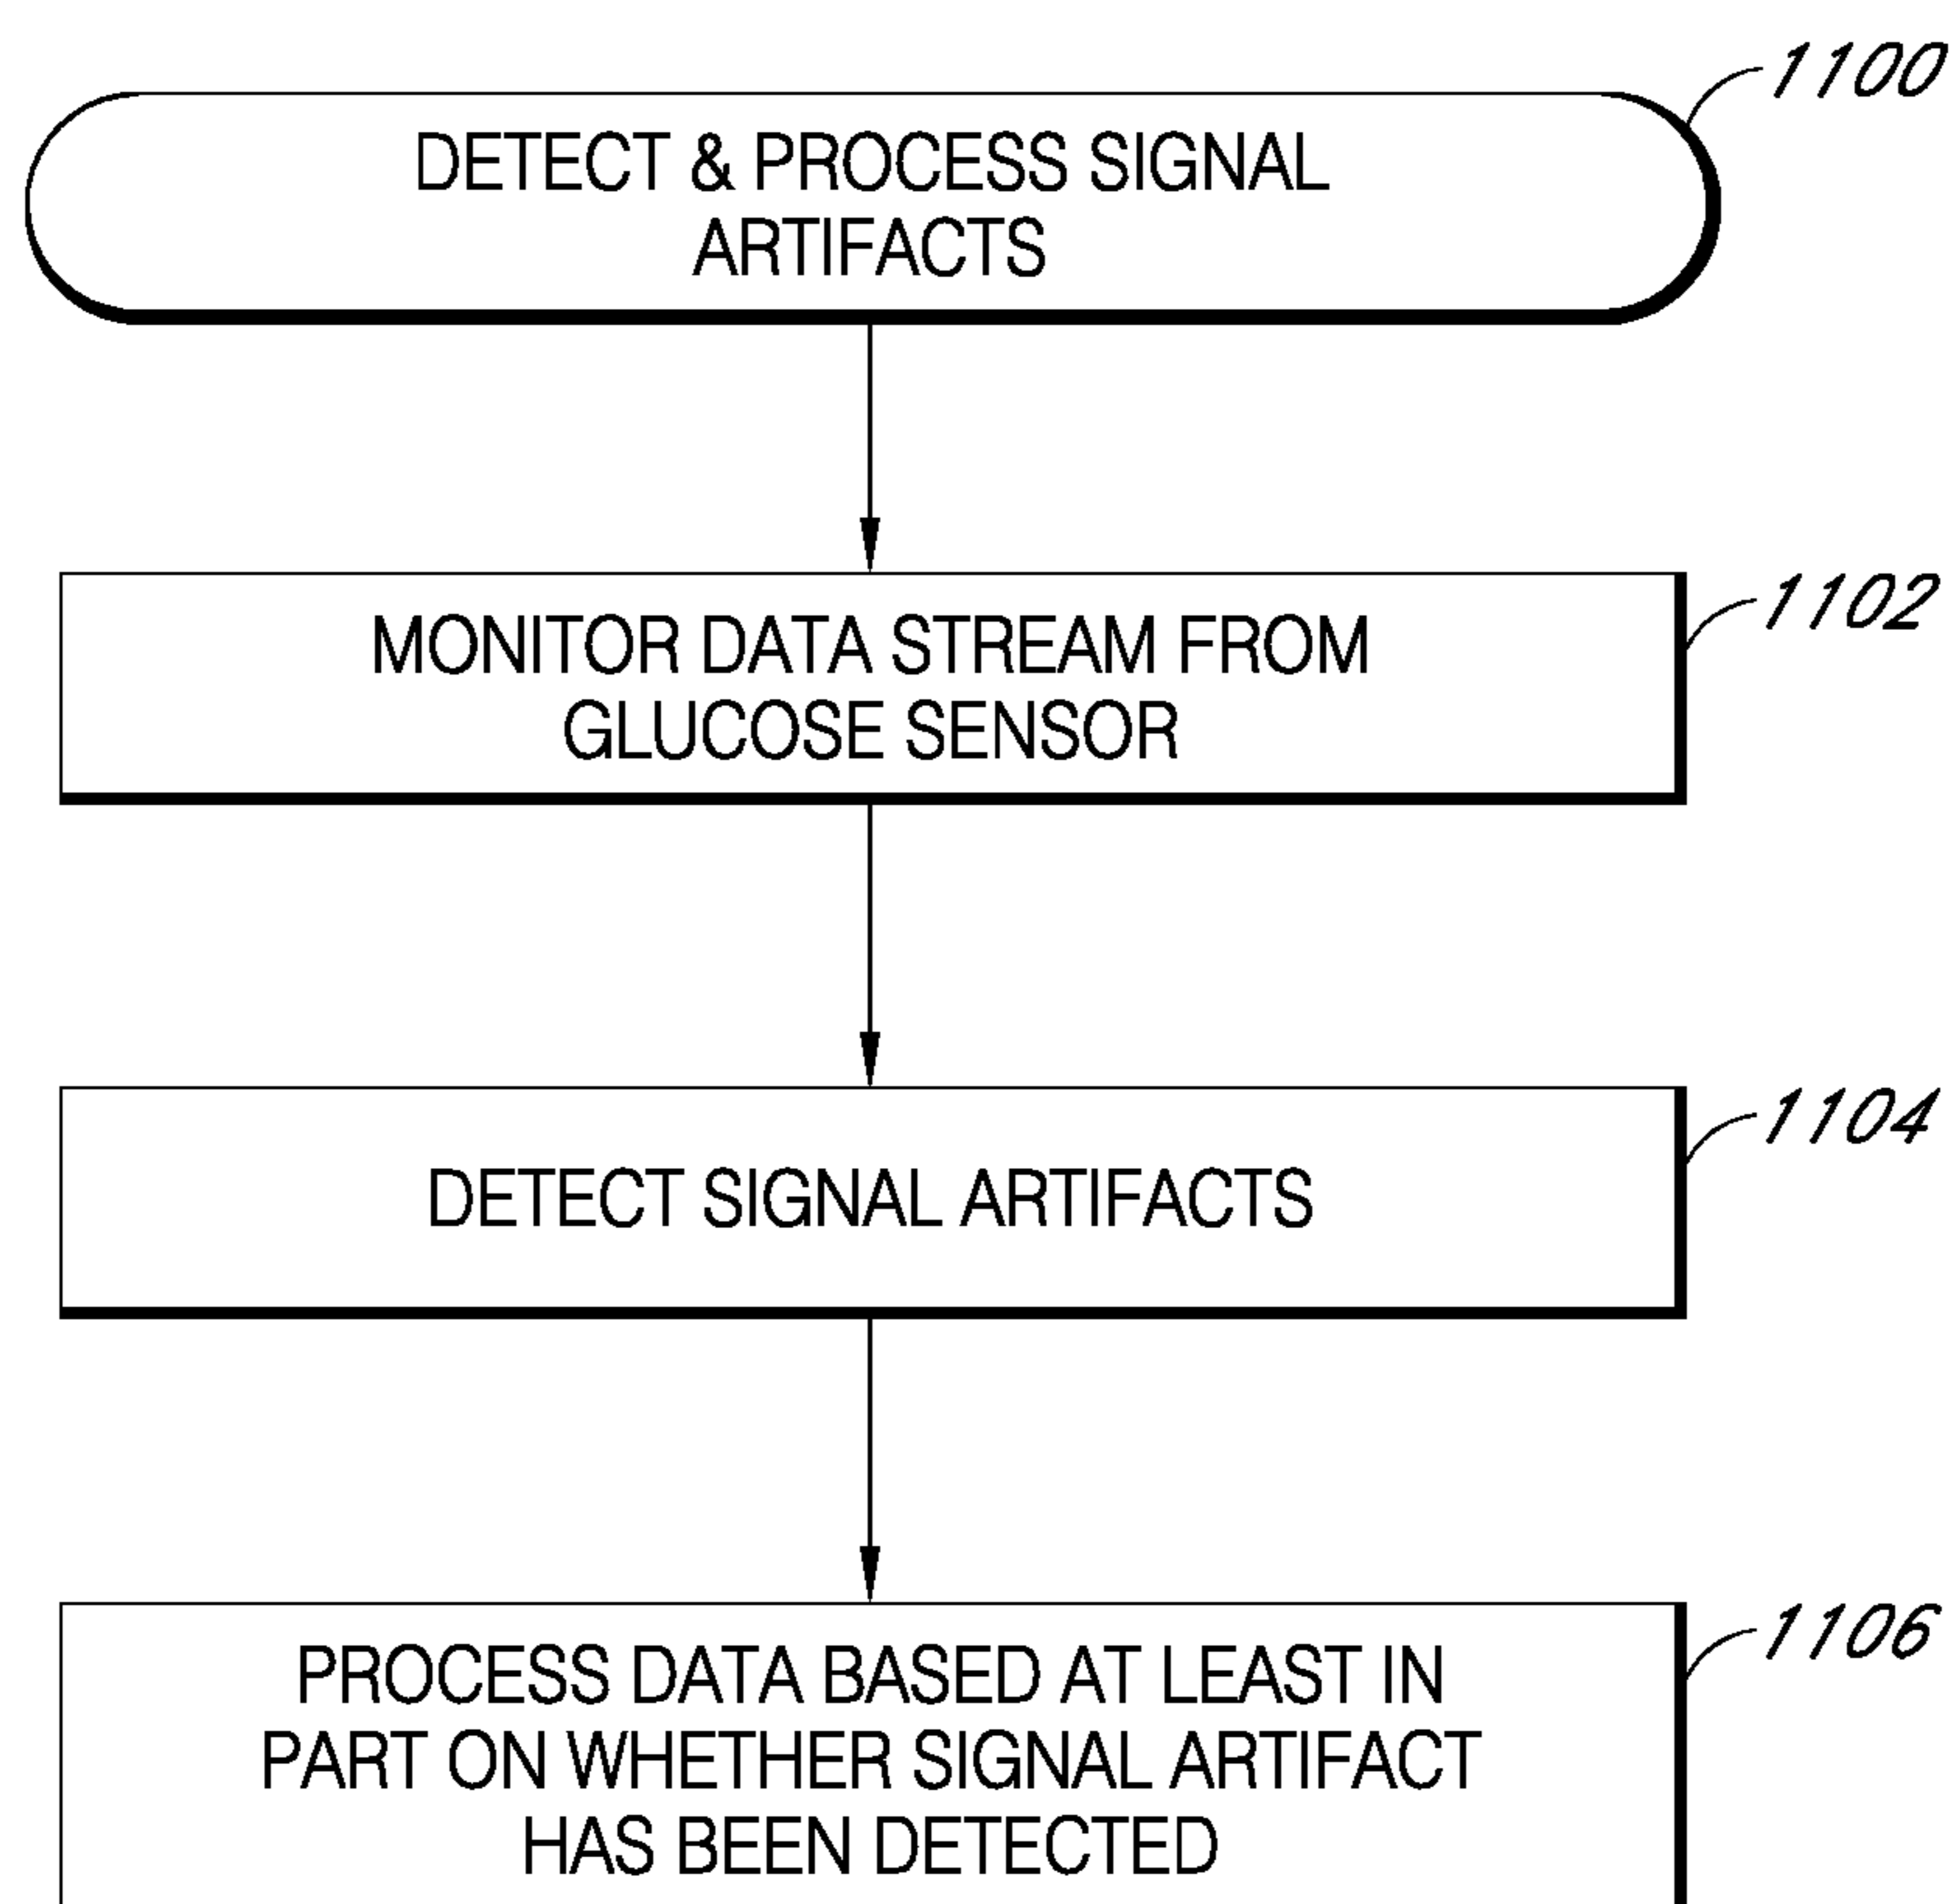 1100
DETECT & PROCESS SIGNAL
ARTIFACTS
1102
MONITOR DATA STREAM FROM
GLUCOSE SENSOR
1104
DETECT SIGNAL ARTIFACTS
1106
PROCESS DATA BASED AT LEAST IN
PART ON WHETHER SIGNAL ARTIFACT
HAS BEEN DETECTED